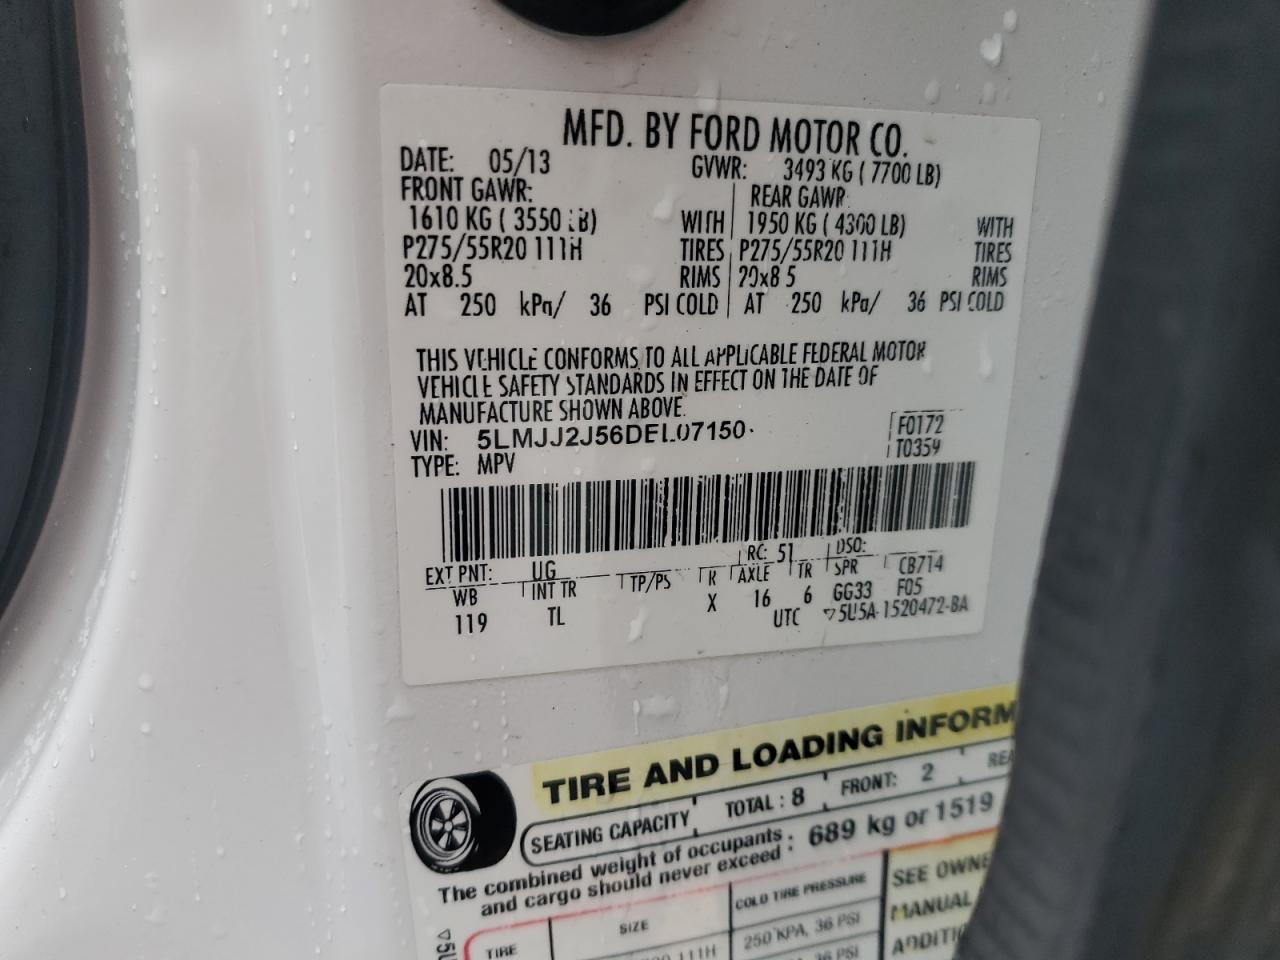 MFD. BY FORD MOTOR CO.
DATE: 05/13 GVWR: 3493 KG ( 7700 LB)
FRONT GAWR: REAR GAWR:
1610 KG ( 3550 LB) WITH 1950 KG ( 4300 LB) WITH
P275/55R20 111H TIRES P275/55R20 111H TIRES
20x8.5 RIMS 20x8.5 RIMS
AT 250 kPa/ 36 PSI COLD AT 250 kPa/ 36 PSI COLD
THIS VEHICLE CONFORMS TO ALL APPLICABLE FEDERAL MOTOR
VEHICLE SAFETY STANDARDS IN EFFECT ON THE DATE OF
MANUFACTURE SHOWN ABOVE.
VIN: 5LMJJ2J56DEL07150 F0172
TYPE: MPV T0359
RC: 51 DSO:
EXT PNT: UG CB714
WB INT TR TP/PS R AXLE TR SPR F05
119 TL X 16 6 GG33
UTC ▽5U5A-1520472-BA
TIRE AND LOADING INFORM
SEATING CAPACITY TOTAL : 8 FRONT: 2 REA
The combined weight of occupants and cargo should never exceed : 689 kg or 1519
TIRE SIZE COLD TIRE PRESSURE SEE OWNE
111H 250 KPA, 36 PSI MANUAL
36 PSI ADDITI
▽5U